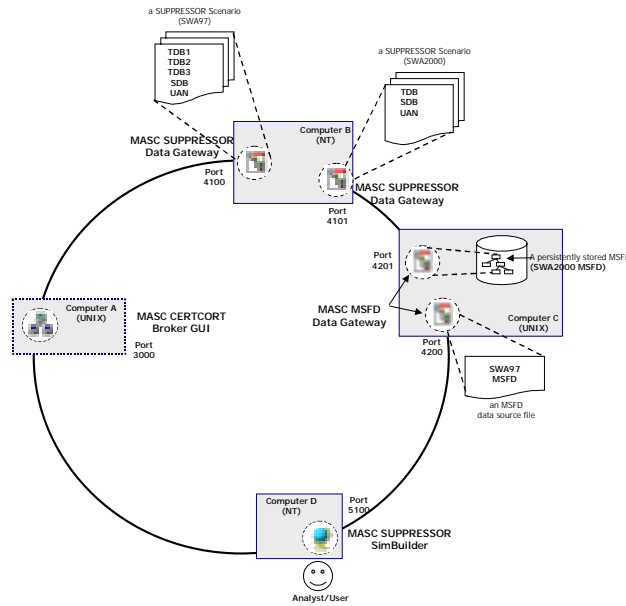 a SUPPRESSOR Scenario
(SWA97)
TDB1
TDB2
TDB3
SDB
UAN
a SUPPRESSOR Scenario
(SWA2000)
TDB
SDB
UAN
MASC SUPPRESSOR
Data Gateway
Port
4100
Computer B
(NT)
MASC SUPPRESSOR
Data Gateway
Port
4101
Port
4201
A persistently stored MSF
(SWA2000 MSFD)
MASC MSFD
Data Gateway
Computer C
(UNIX)
Port
4200
SWA97
MSFD
an MSFD
data source file
Computer A
(UNIX)
MASC CERTCORT
Broker GUI
Port
3000
Computer D
(NT)
Port
5100
MASC SUPPRESSOR
SimBuilder
Analyst/User